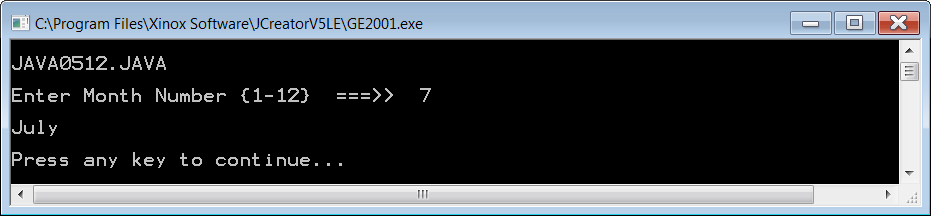 C:\Program Files\Xinox Software\JCreatorV5LE\GE2001.exe
JAVA0512.JAVA
Enter Month Number {1-12}  ===>>  7
July
Press any key to continue...